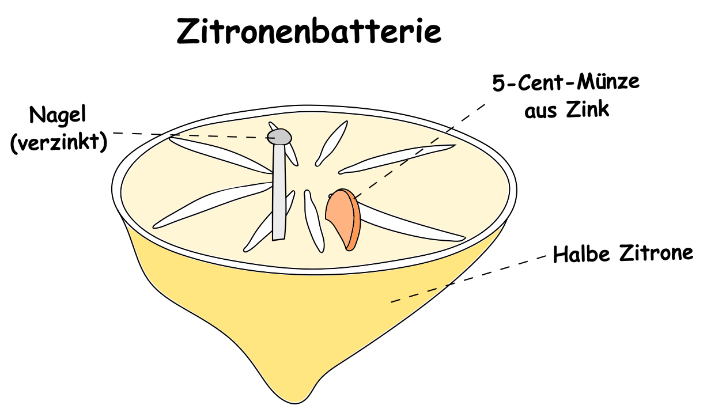 Zitronenbatterie
5-Cent-Münze
aus Zink
Nagel
(verzinkt)
Halbe Zitrone